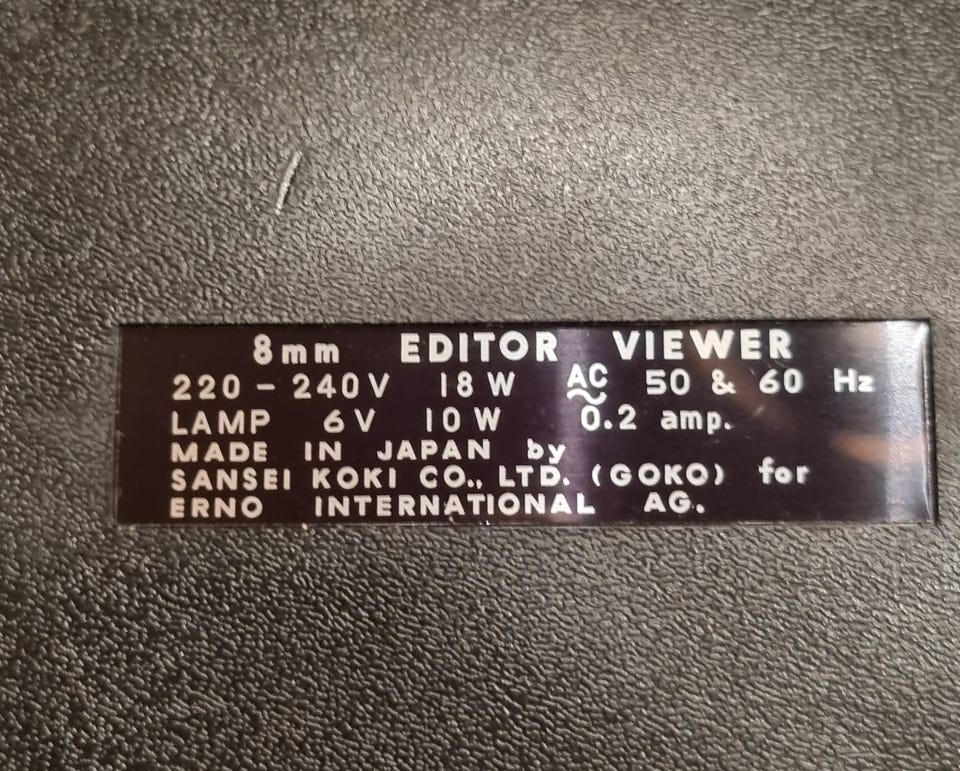 8mm EDITOR VIEWER
220 - 240V 18 W AC 50 & 60 Hz
LAMP 6V 10 W 0.2 amp.
MADE IN JAPAN by
SANSEI KOKI CO., LTD. (GOKO) for
ERNO INTERNATIONAL AG.